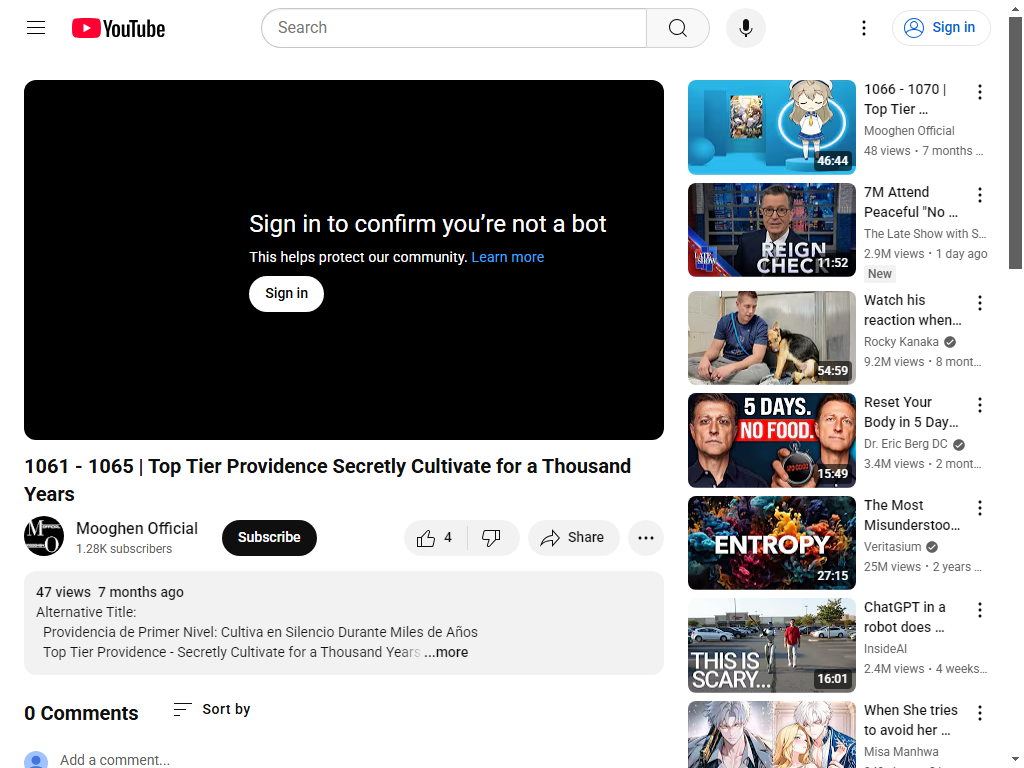 YouTube
Search
Sign in
Sign in to confirm you’re not a bot
This helps protect our community. Learn more
Sign in
1061 - 1065 | Top Tier Providence Secretly Cultivate for a Thousand
Years
Mooghen Official
1.28K subscribers
Subscribe
4
Share
47 views 7 months ago
Alternative Title:
Providencia de Primer Nivel: Cultiva en Silencio Durante Miles de Años
Top Tier Providence - Secretly Cultivate for a Thousand Years ...more
0 Comments
Sort by
Add a comment...
46:44
1066 - 1070 |
Top Tier ...
Mooghen Official
48 views • 7 months ...
LATE SHOW
REIGN
CHECK
11:52
7M Attend
Peaceful "No ...
The Late Show with S...
2.9M views • 1 day ago
New
54:59
Watch his
reaction when...
Rocky Kanaka
9.2M views • 8 mont...
5 DAYS.
NO FOOD.
15:49
Reset Your
Body in 5 Day...
Dr. Eric Berg DC
3.4M views • 2 mont...
ENTROPY
27:15
The Most
Misunderstoo...
Veritasium
25M views • 2 years ...
THIS IS
SCARY...
16:01
ChatGPT in a
robot does ...
InsideAI
2.4M views • 4 weeks...
When She tries
to avoid her ...
Misa Manhwa